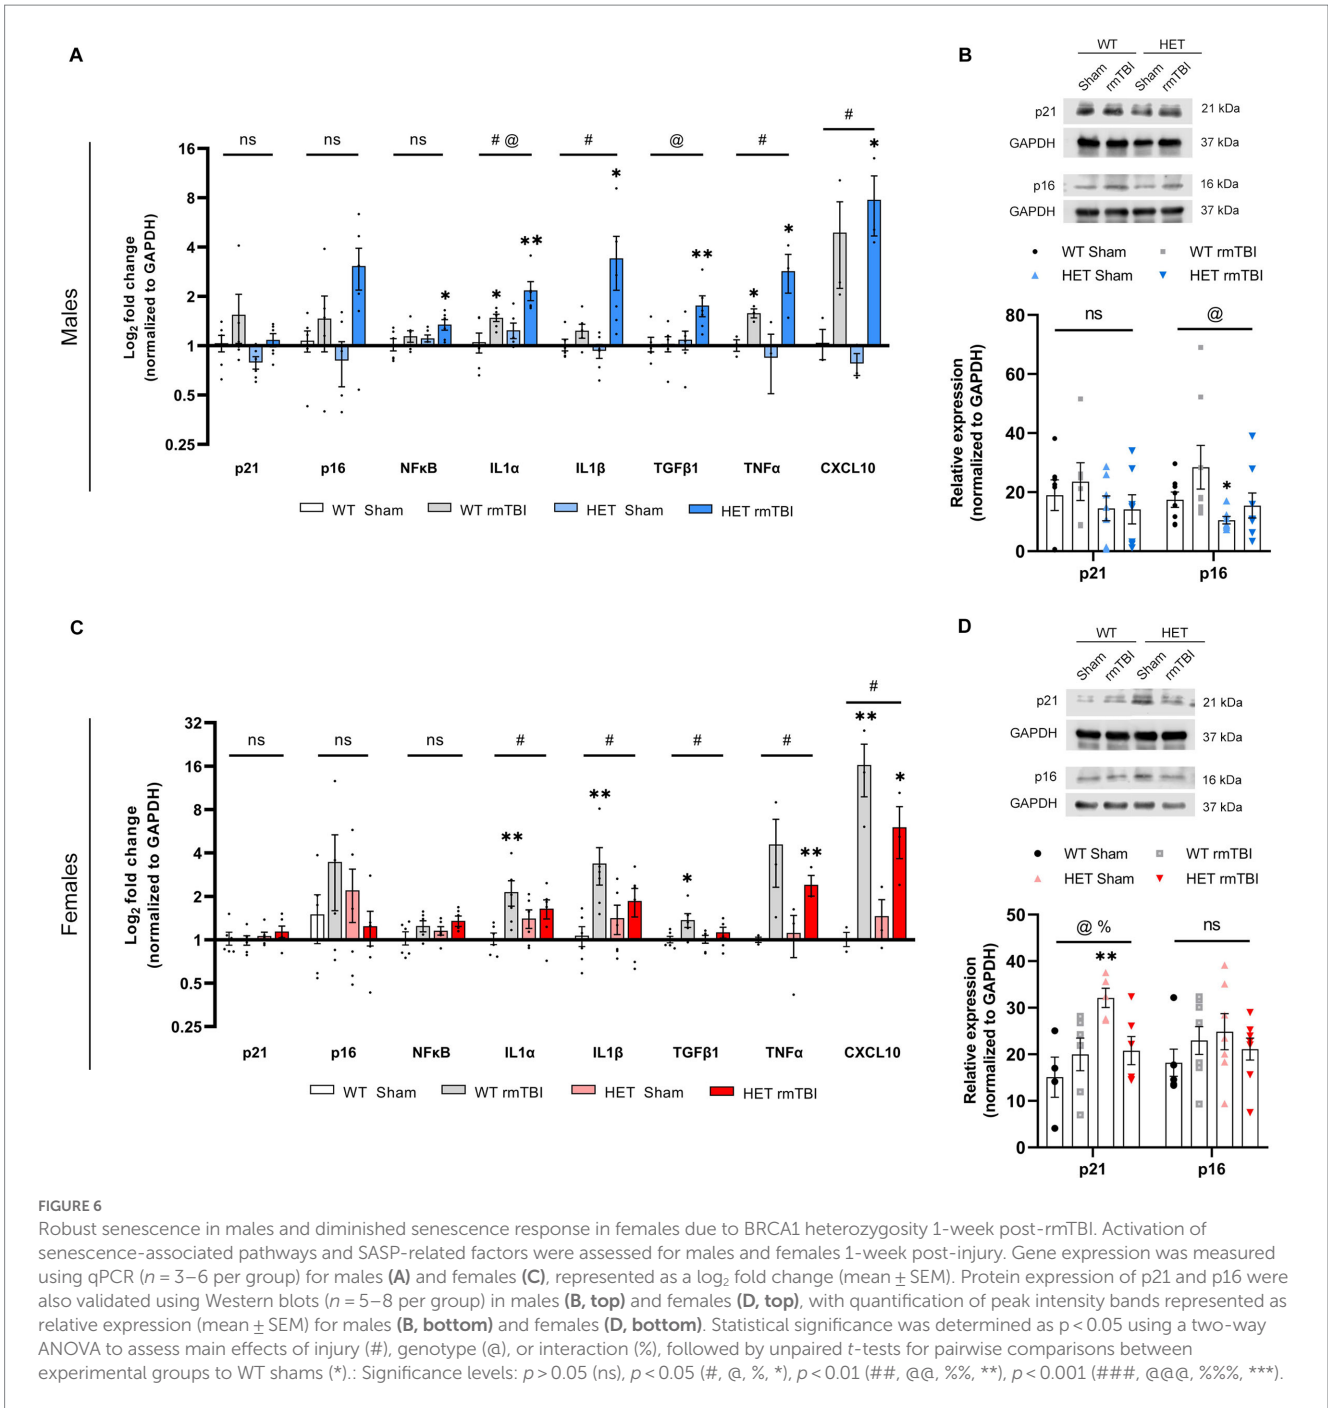 A
Males
Log₂ fold change
(normalized to GAPDH)
16
8
4
2
1
0.5
0.25
ns
ns
ns
# @
#
@
#
#
*
*
**
*
**
*
*
*
p21
p16
NFκB
IL1α
IL1β
TGFβ1
TNFα
CXCL10
WT Sham
WT rmTBI
HET Sham
HET rmTBI
B
WT
HET
Sham
rmTBI
Sham
rmTBI
p21
21 kDa
GAPDH
37 kDa
p16
16 kDa
GAPDH
37 kDa
WT Sham
WT rmTBI
HET Sham
HET rmTBI
Relative expression
(normalized to GAPDH)
80
60
40
20
0
ns
@
*
p21
p16
C
Females
Log₂ fold change
(normalized to GAPDH)
32
16
8
4
2
1
0.5
0.25
ns
ns
ns
#
#
#
#
#
**
**
*
**
**
*
p21
p16
NFκB
IL1α
IL1β
TGFβ1
TNFα
CXCL10
WT Sham
WT rmTBI
HET Sham
HET rmTBI
D
WT
HET
Sham
rmTBI
Sham
rmTBI
p21
21 kDa
GAPDH
37 kDa
p16
16 kDa
GAPDH
37 kDa
WT Sham
WT rmTBI
HET Sham
HET rmTBI
Relative expression
(normalized to GAPDH)
50
40
30
20
10
0
@ %
**
ns
p21
p16
FIGURE 6
Robust senescence in males and diminished senescence response in females due to BRCA1 heterozygosity 1-week post-rmTBI. Activation of
senescence-associated pathways and SASP-related factors were assessed for males and females 1-week post-injury. Gene expression was measured
using qPCR (n = 3–6 per group) for males (A) and females (C), represented as a log₂ fold change (mean ± SEM). Protein expression of p21 and p16 were
also validated using Western blots (n = 5–8 per group) in males (B, top) and females (D, top), with quantification of peak intensity bands represented as
relative expression (mean ± SEM) for males (B, bottom) and females (D, bottom). Statistical significance was determined as p < 0.05 using a two-way
ANOVA to assess main effects of injury (#), genotype (@), or interaction (%), followed by unpaired t-tests for pairwise comparisons between
experimental groups to WT shams (*).: Significance levels: p > 0.05 (ns), p < 0.05 (#, @, %, *), p < 0.01 (##, @@, %%, **), p < 0.001 (###, @@@, %%%, ***).